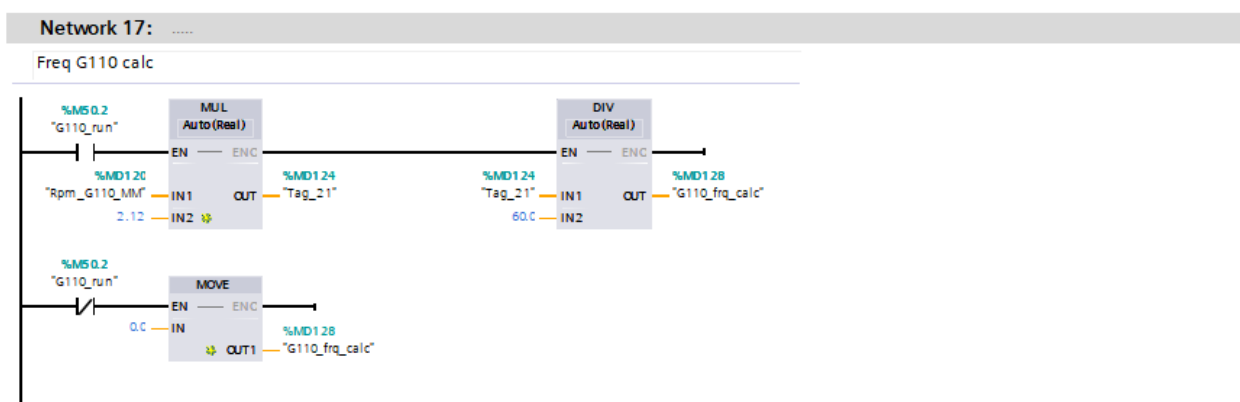 Network 17: .....
Freq G110 calc
%M50.2
"G110_run"
MUL
Auto (Real)
EN ENO
%MD120
"Rpm_G110_MM" IN1
2.12 IN2
OUT
%MD124
"Tag_21"
DIV
Auto (Real)
EN ENO
%MD124
"Tag_21" IN1
60.0 IN2
OUT
%MD128
"G110_frq_calc"
%M50.2
"G110_run"
MOVE
EN ENO
0.0 IN
OUT1
%MD128
"G110_frq_calc"